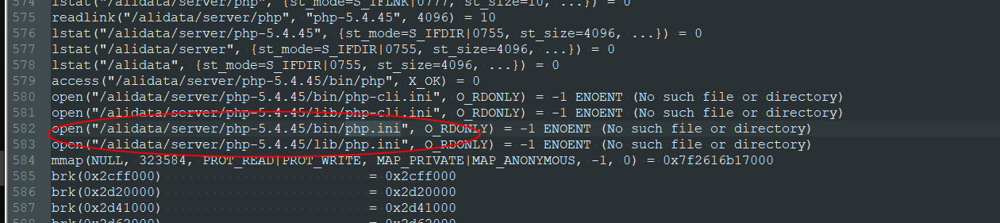 574 lstat("/alidata/server/php", {st_mode=S_IFLNK|0777, st_size=10, ...}) = 0
575 readlink("/alidata/server/php", "php-5.4.45", 4096) = 10
576 lstat("/alidata/server/php-5.4.45", {st_mode=S_IFDIR|0755, st_size=4096, ...}) = 0
577 lstat("/alidata/server", {st_mode=S_IFDIR|0755, st_size=4096, ...}) = 0
578 lstat("/alidata", {st_mode=S_IFDIR|0755, st_size=4096, ...}) = 0
579 access("/alidata/server/php-5.4.45/bin/php", X_OK) = 0
580 open("/alidata/server/php-5.4.45/bin/php-cli.ini", O_RDONLY) = -1 ENOENT (No such file or directory)
581 open("/alidata/server/php-5.4.45/lib/php-cli.ini", O_RDONLY) = -1 ENOENT (No such file or directory)
582 open("/alidata/server/php-5.4.45/bin/php.ini", O_RDONLY) = -1 ENOENT (No such file or directory)
583 open("/alidata/server/php-5.4.45/lib/php.ini", O_RDONLY) = -1 ENOENT (No such file or directory)
584 mmap(NULL, 323584, PROT_READ|PROT_WRITE, MAP_PRIVATE|MAP_ANONYMOUS, -1, 0) = 0x7f2616b17000
585 brk(0x2cff000) = 0x2cff000
586 brk(0x2d20000) = 0x2d20000
587 brk(0x2d41000) = 0x2d41000
588 brk(0x2d62000) = 0x2d62000